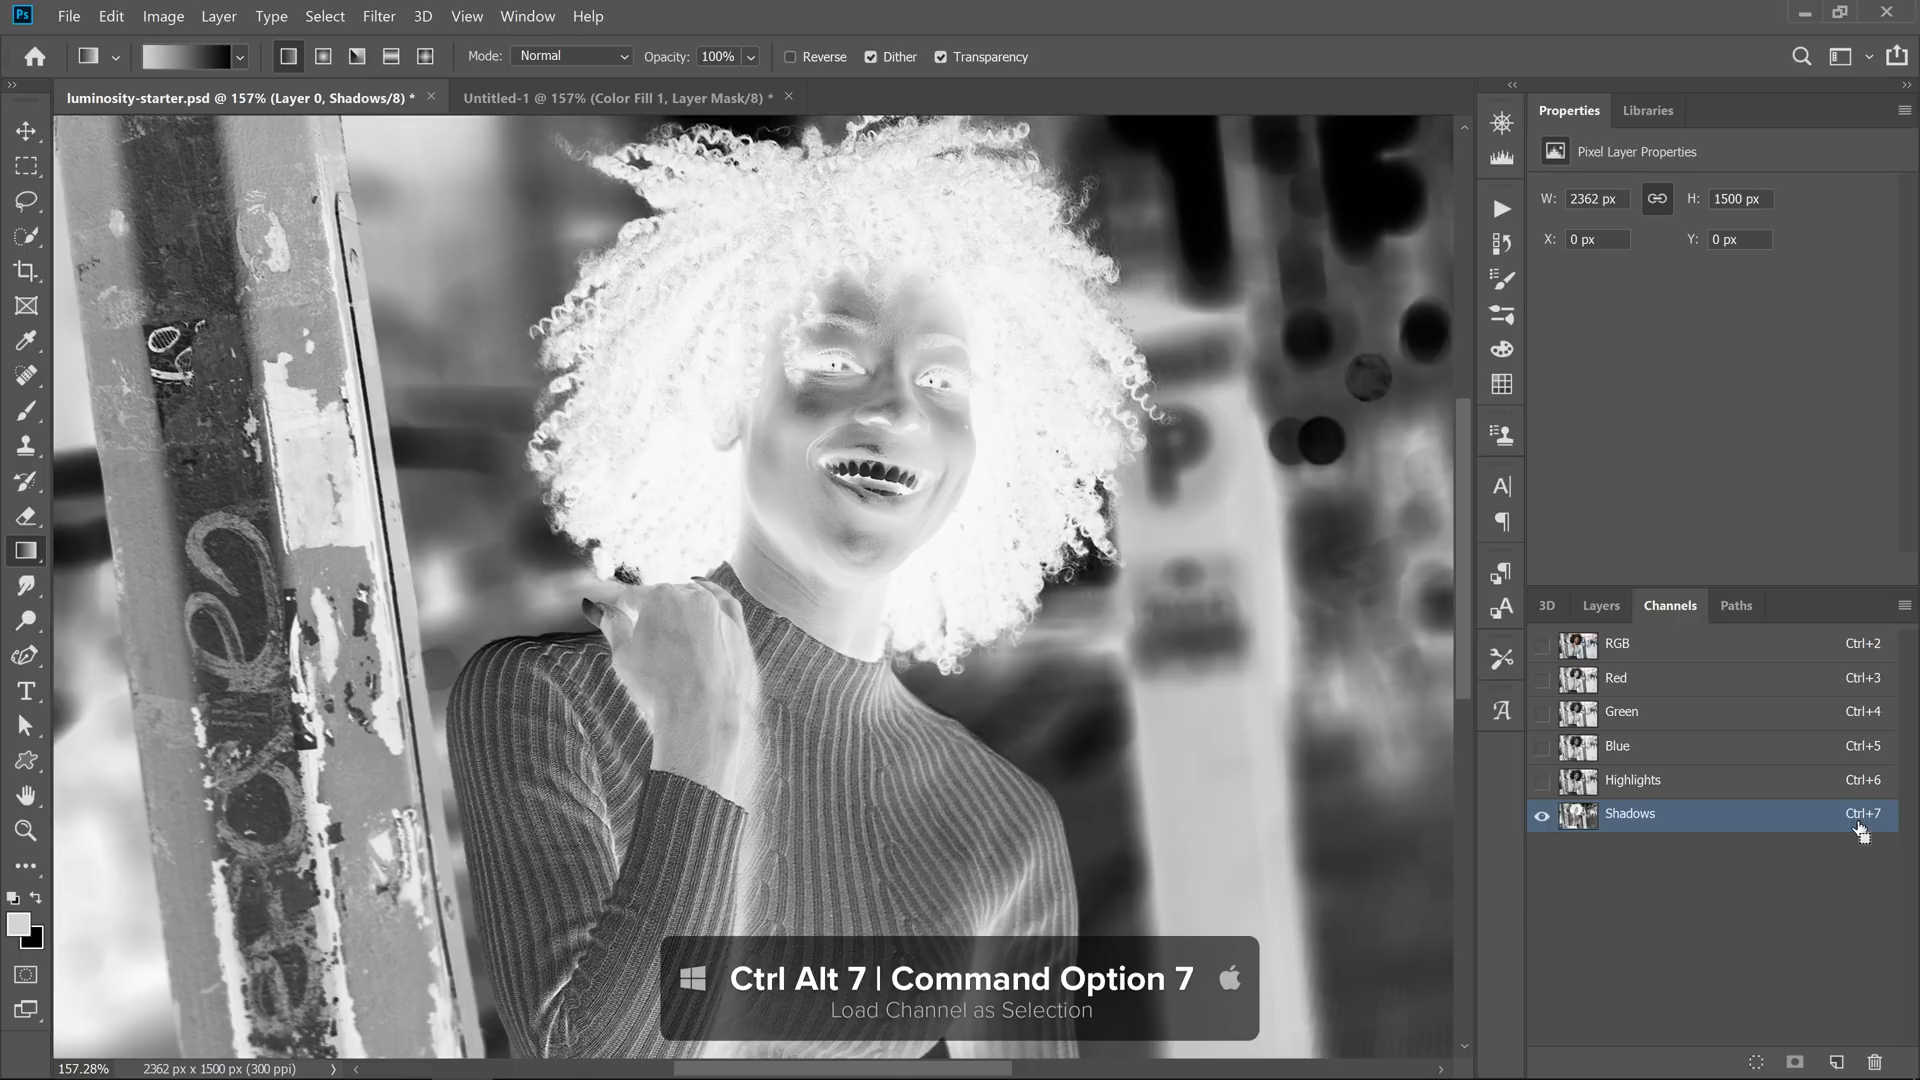 Ps File Edit Image Layer Type Select Filter 3D View Window Help
Mode: Normal Opacity: 100% Reverse Dither Transparency
luminosity-starter.psd @ 157% (Layer 0, Shadows/8) *
Untitled-1 @ 157% (Color Fill 1, Layer Mask/8) *
Properties Libraries
Pixel Layer Properties
W: 2362 px H: 1500 px
X: 0 px Y: 0 px
3D Layers Channels Paths
RGB Ctrl+2
Red Ctrl+3
Green Ctrl+4
Blue Ctrl+5
Highlights Ctrl+6
Shadows Ctrl+7
Ctrl Alt 7 | Command Option 7
Load Channel as Selection
157.28% 2362 px x 1500 px (300 ppi)